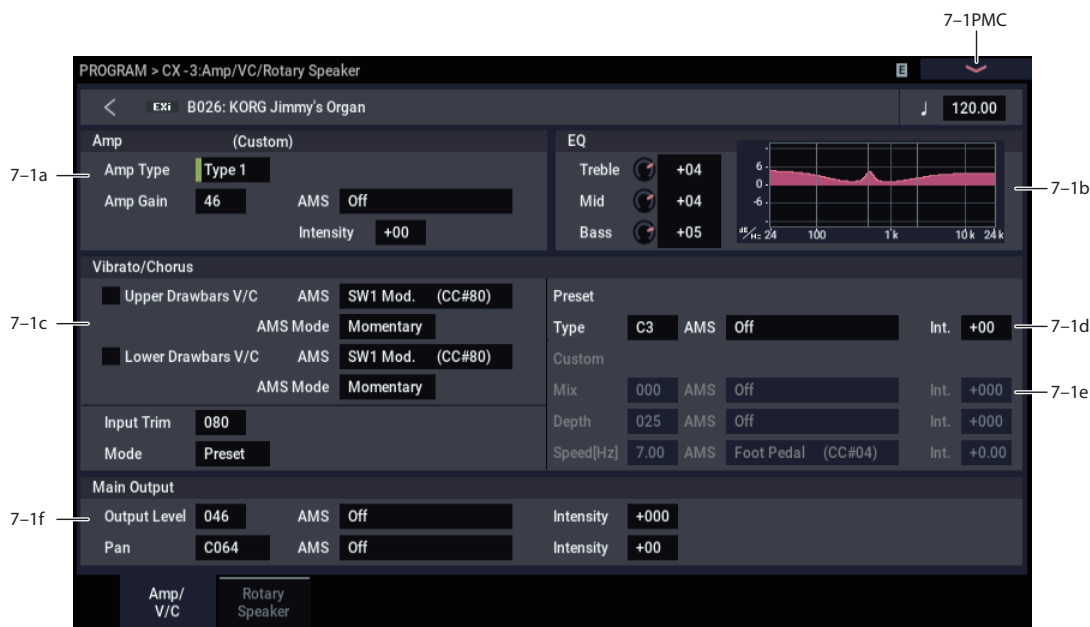 7–1PMC
PROGRAM > CX -3:Amp/VC/Rotary Speaker E
EXi B026: KORG Jimmy's Organ ♩ 120.00
Amp (Custom)
7–1a
Amp Type Type 1
Amp Gain 46 AMS Off
Intensity +00
EQ
Treble +04
Mid +04
Bass +05
6
0
-6
dB/Hz 24 100 1k 10k 24k
7–1b
Vibrato/Chorus
7–1c
Upper Drawbars V/C AMS SW1 Mod. (CC#80)
AMS Mode Momentary
Lower Drawbars V/C AMS SW1 Mod. (CC#80)
AMS Mode Momentary
Input Trim 080
Mode Preset
Preset
Type C3 AMS Off Int. +00
7–1d
Custom
Mix 000 AMS Off Int. +000
7–1e
Depth 025 AMS Off Int. +000
Speed[Hz] 7.00 AMS Foot Pedal (CC#04) Int. +0.00
Main Output
7–1f
Output Level 046 AMS Off Intensity +000
Pan C064 AMS Off Intensity +00
Amp/
V/C
Rotary
Speaker